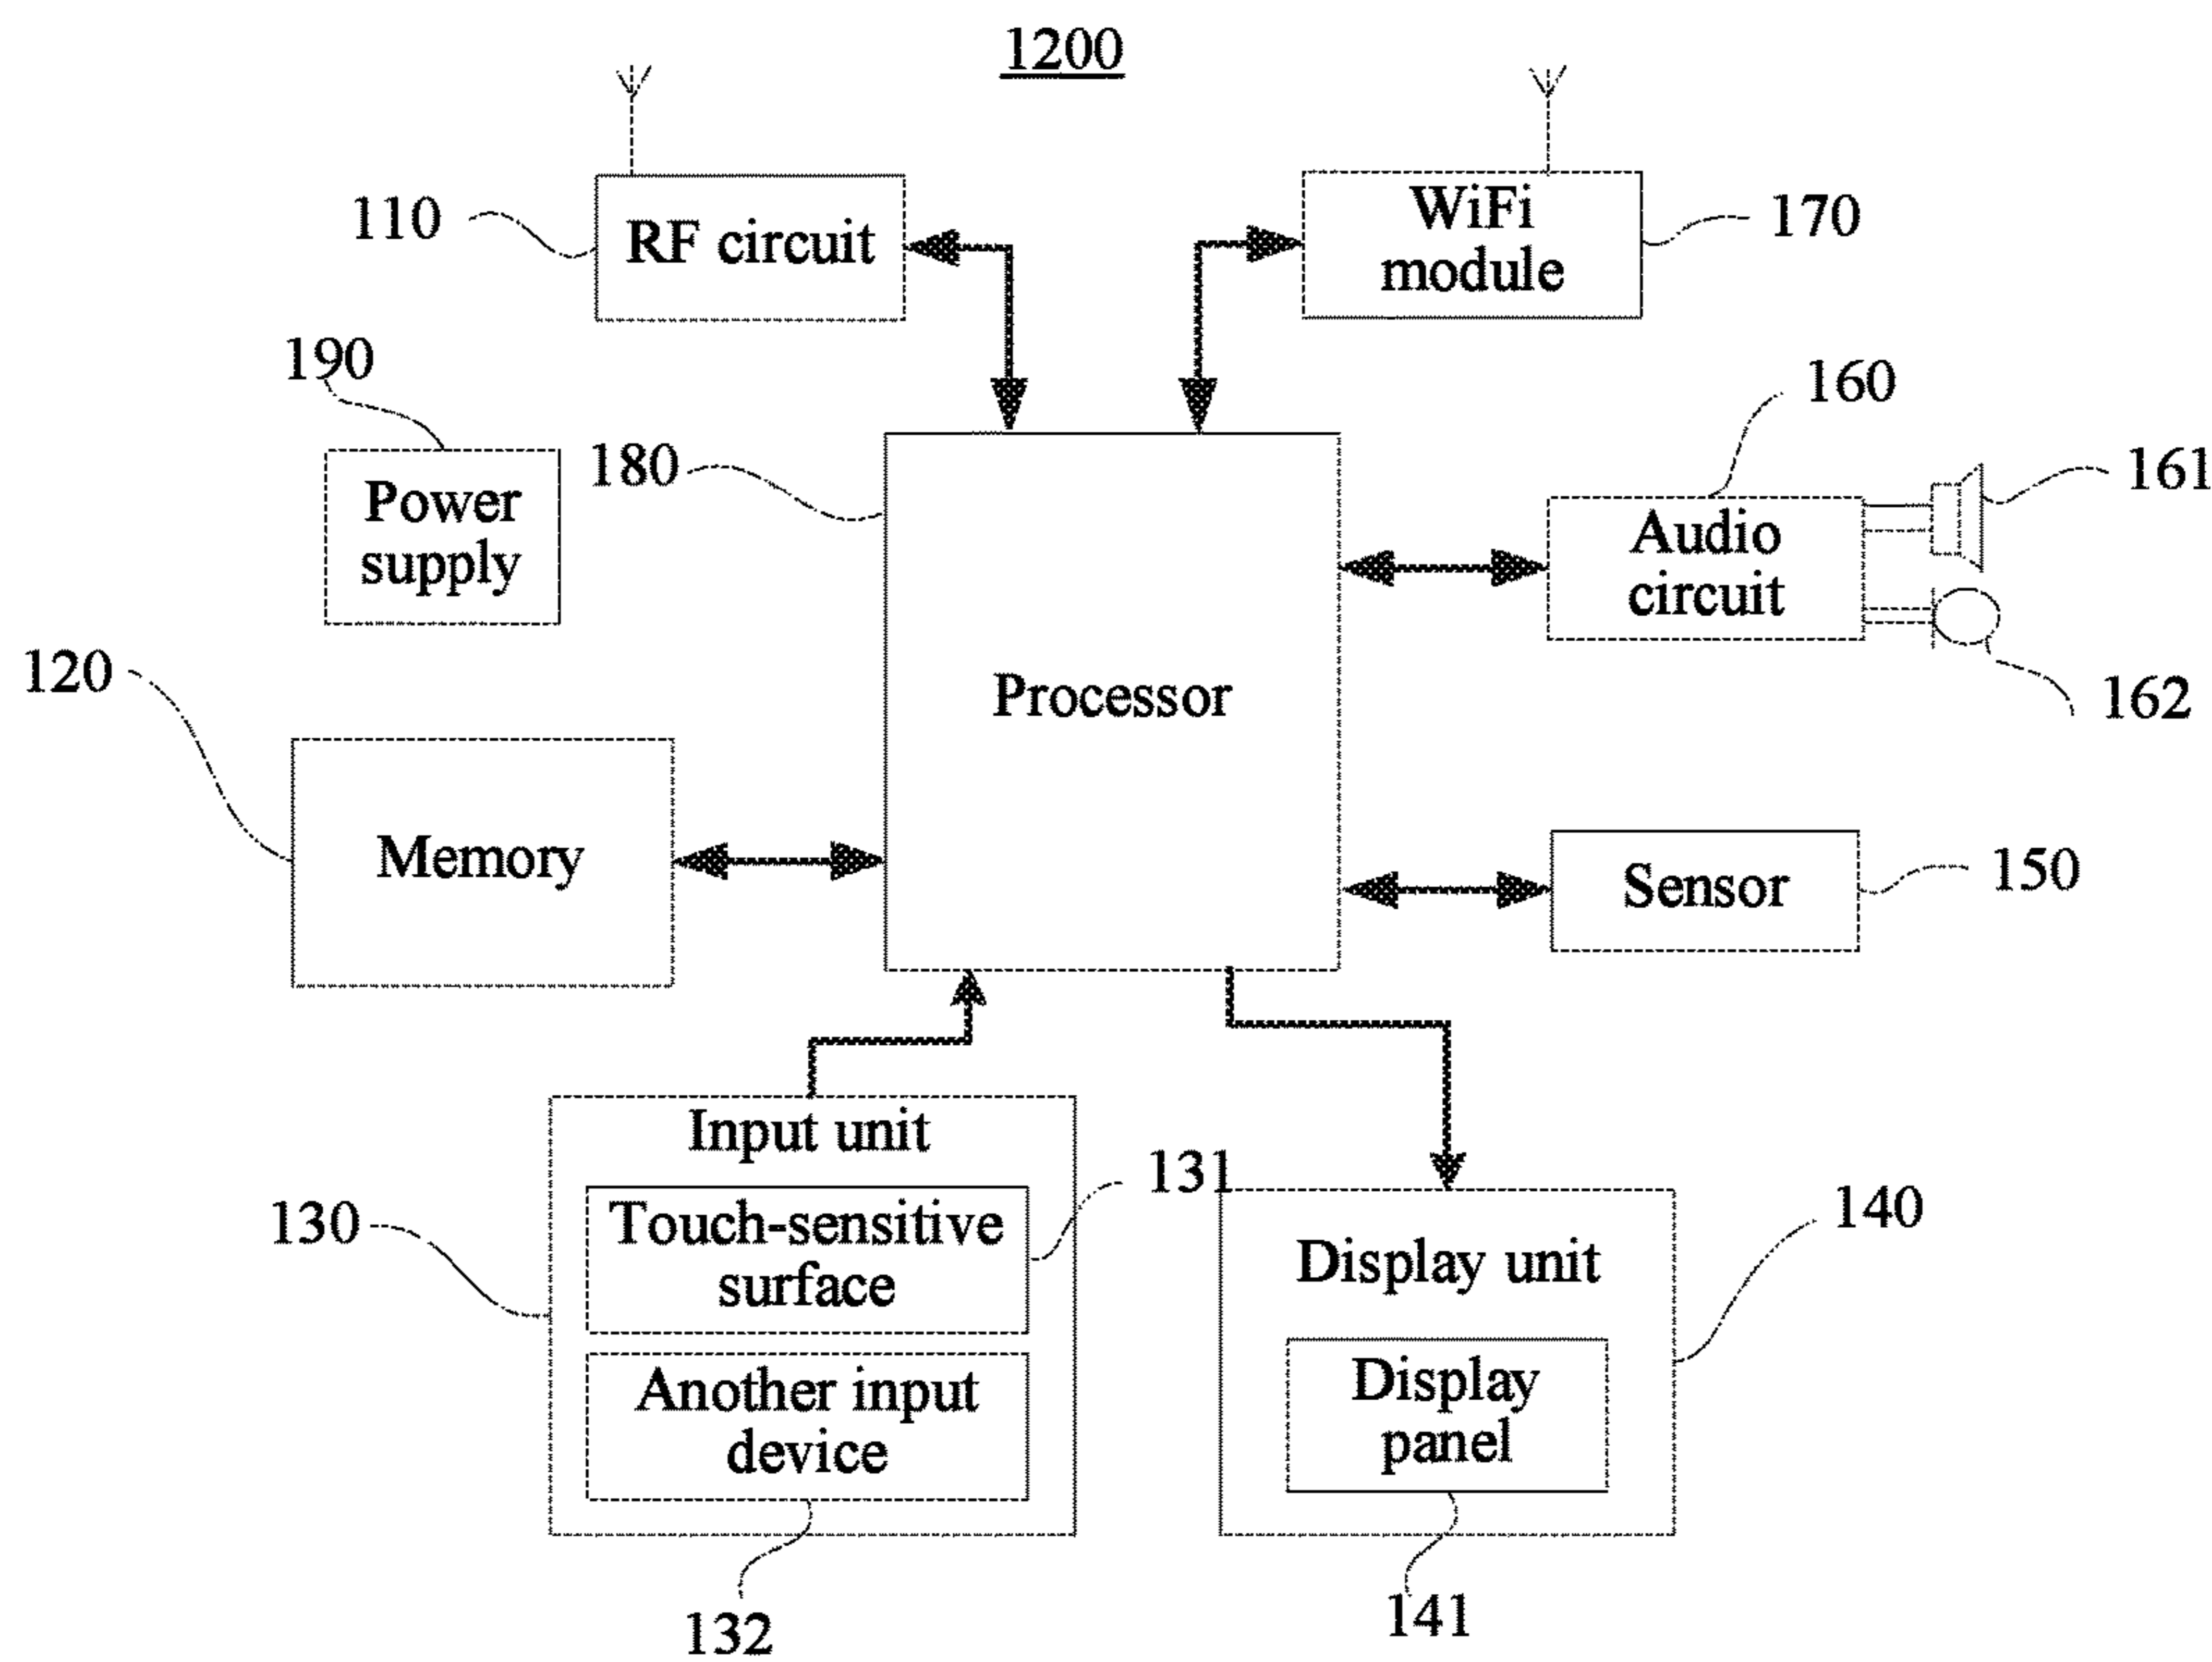 1200
110
RF circuit
WiFi
module
170
190
Power
supply
180
160
Audio
circuit
161
162
Processor
120
Memory
Sensor
150
Input unit
130
Touch-sensitive
surface
131
Another input
device
132
Display unit
140
Display
panel
141